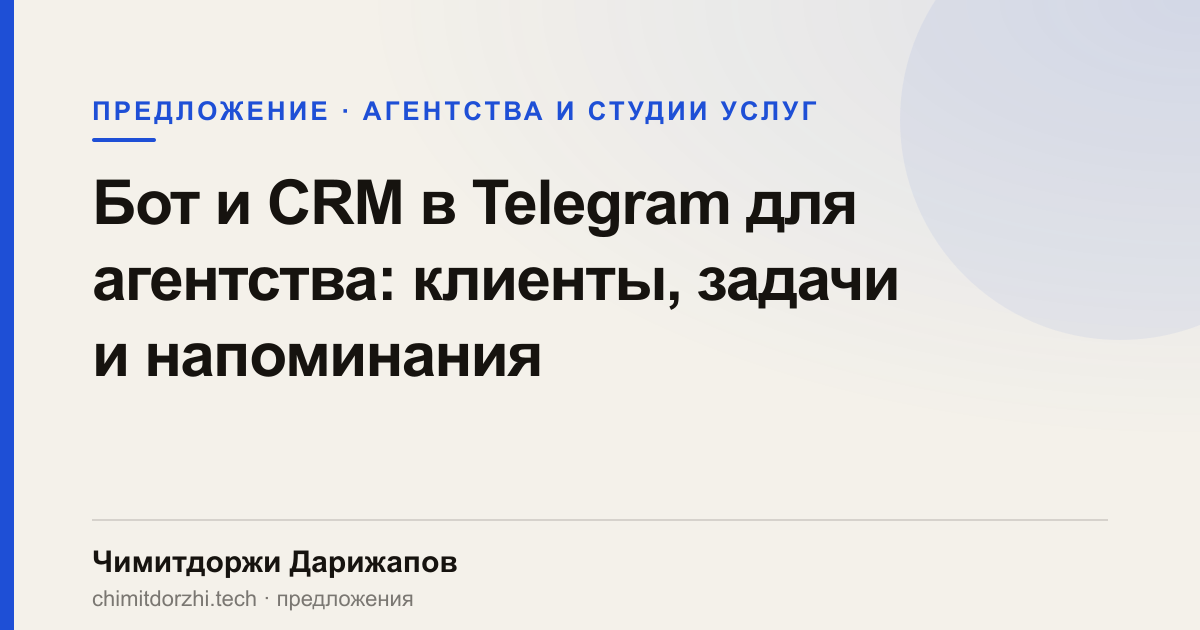 ПРЕДЛОЖЕНИЕ · АГЕНТСТВА И СТУДИИ УСЛУГ
Бот и CRM в Telegram для
агентства: клиенты, задачи
и напоминания
Чимитдоржи Дарижапов
chimitdorzhi.tech · предложения